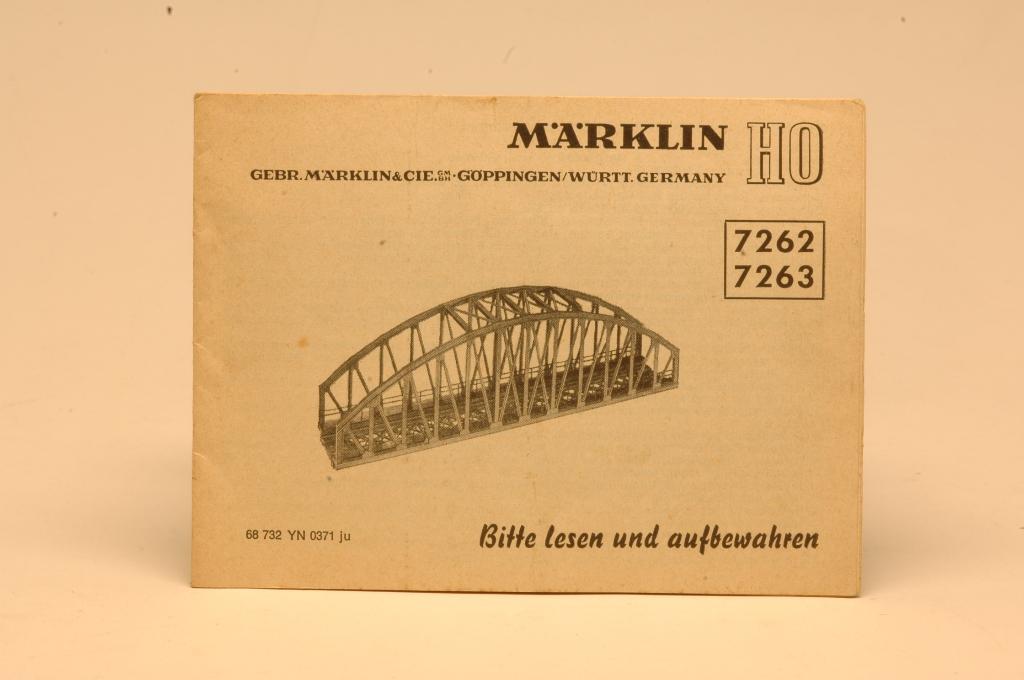 MÄRKLIN HO
GEBR. MÄRKLIN & CIE. GMBH · GÖPPINGEN/WÜRTT. GERMANY
7262
7263
68 732 YN 0371 ju
Bitte lesen und aufbewahren